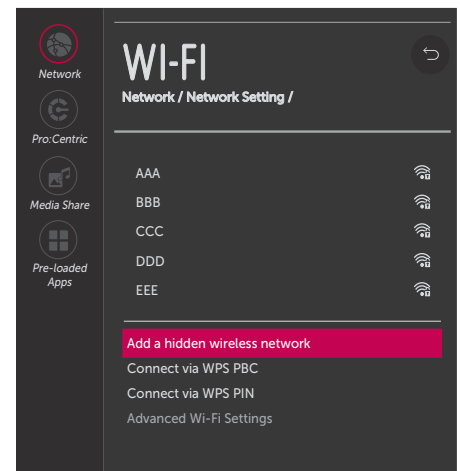 Network
Pro:Centric
Media Share
Pre-loaded
Apps
WI-FI
Network / Network Setting /
AAA
BBB
CCC
DDD
EEE
Add a hidden wireless network
Connect via WPS PBC
Connect via WPS PIN
Advanced Wi-Fi Settings